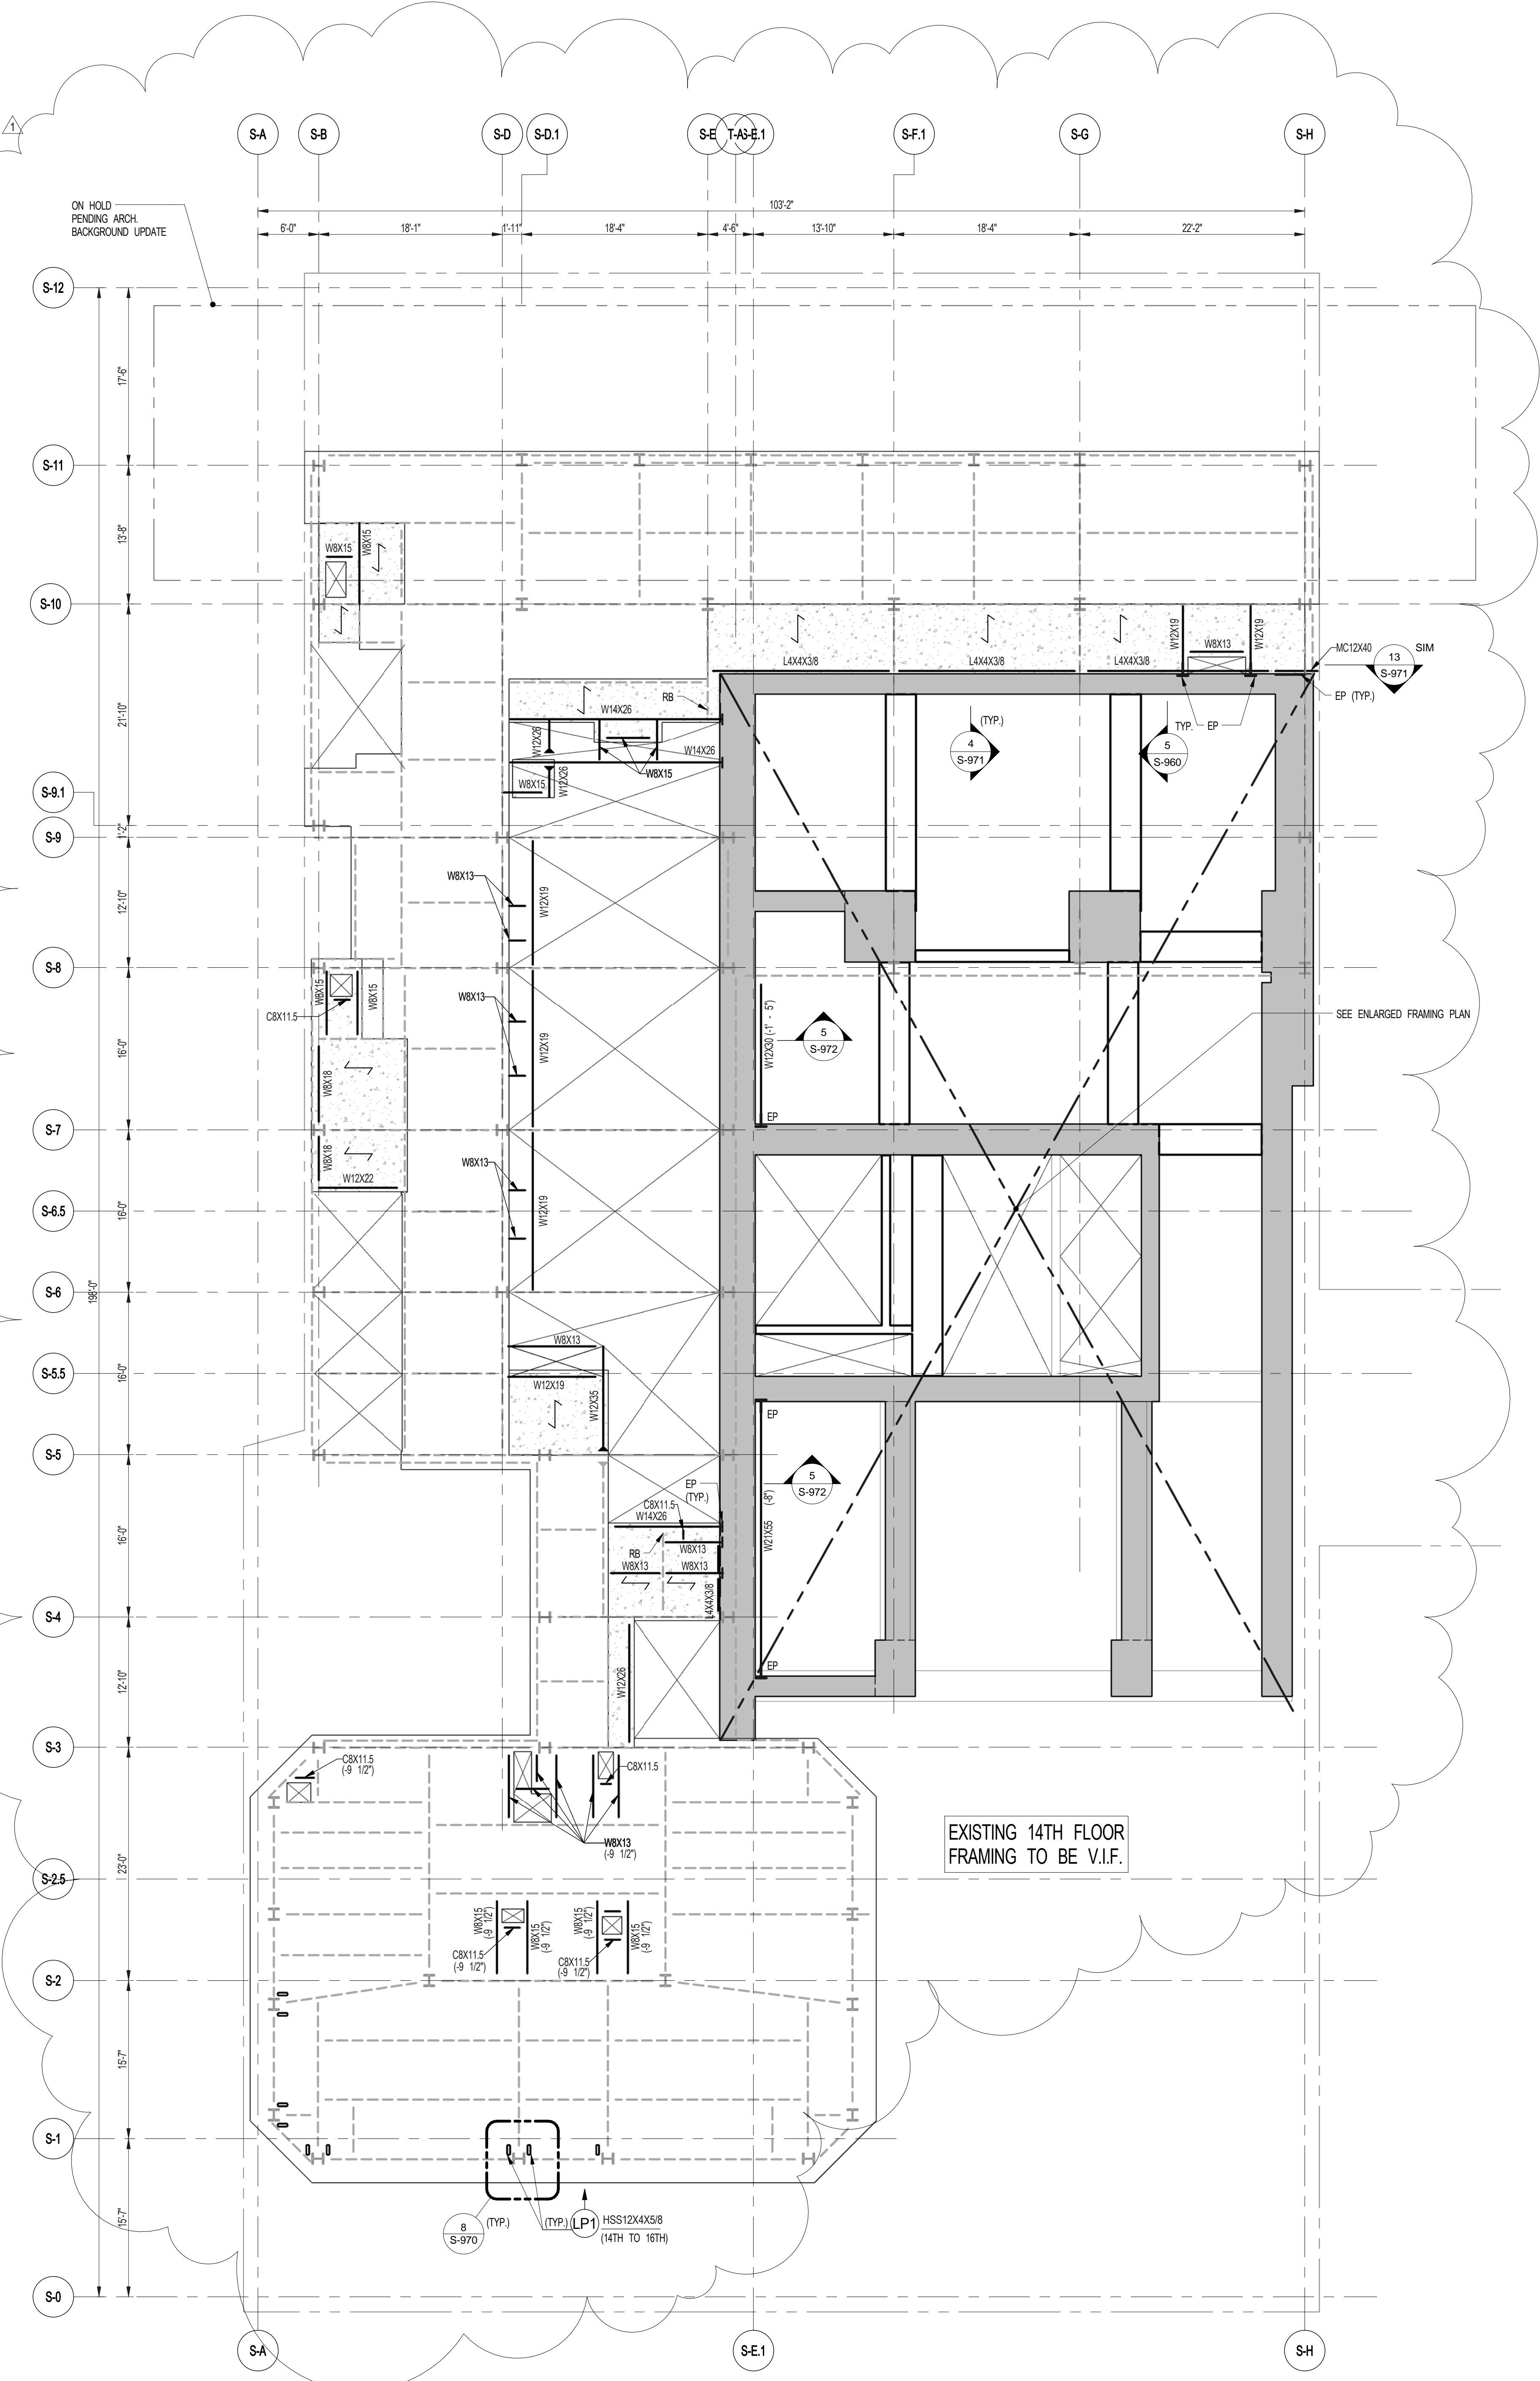 1
S-A
S-B
S-D
S-D.1
S-E
T-A
S-E.1
S-F.1
S-G
S-H
ON HOLD
PENDING ARCH.
BACKGROUND UPDATE
103'-2"
6'-0"
18'-1"
1'-11"
18'-4"
4'-6"
13'-10"
18'-4"
22'-2"
S-12
17'-6"
S-11
13'-8"
W8X15
W8X15
S-10
W12X19
W8X13
W12X19
MC12X40
13
S-971
SIM
L4X4X3/8
L4X4X3/8
L4X4X3/8
EP (TYP.)
21'-10"
RB
W14X26
(TYP.)
4
S-971
TYP.
EP
5
S-960
W12X26
W14X26
W8X15
W8X15
W12X26
S-9.1
1'-2"
S-9
12'-10"
W8X13
W12X19
S-8
W8X15
W8X15
C8X11.5
W8X13
W12X19
W12X30 (-1' - 5")
5
S-972
SEE ENLARGED FRAMING PLAN
16'-0"
W8X18
EP
S-7
W8X18
W12X22
W8X13
W12X19
16'-0"
S-6.5
S-6
198'-0"
16'-0"
W8X13
S-5.5
W12X19
W12X35
EP
S-5
5
S-972
EP
(TYP.)
C8X11.5
W14X26
W21X55 (-8")
16'-0"
RB
W8X13
W8X13
W8X13
L4X4X3/8
S-4
12'-10"
W12X26
EP
S-3
C8X11.5
(-9 1/2")
C8X11.5
W8X13
(-9 1/2")
EXISTING 14TH FLOOR
FRAMING TO BE V.I.F.
23'-0"
S-2.5
W8X15
(-9 1/2")
W8X15
(-9 1/2")
C8X11.5
(-9 1/2")
W8X15
(-9 1/2")
W8X15
(-9 1/2")
C8X11.5
(-9 1/2")
S-2
15'-7"
S-1
15'-7"
8
S-970
(TYP.)
(TYP.)
LP1
HSS12X4X5/8
(14TH TO 16TH)
S-0
S-A
S-E.1
S-H